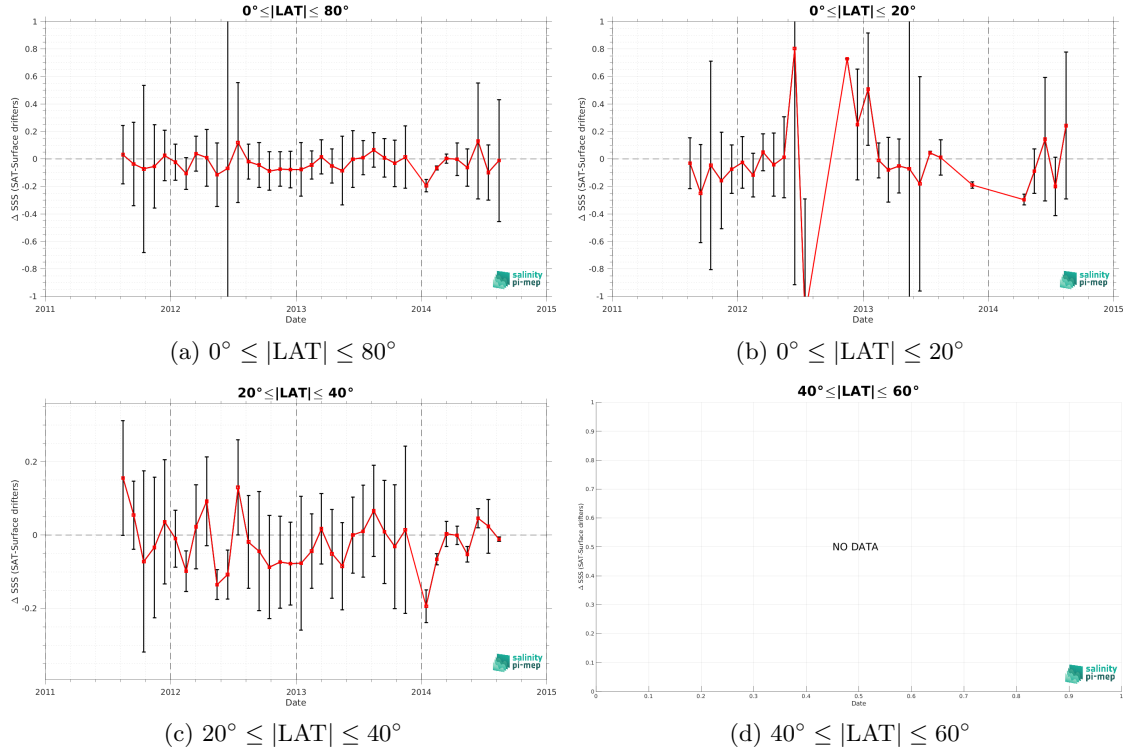 0°≤|LAT|≤ 80°
1
0.8
0.6
0.4
0.2
0
-0.2
-0.4
-0.6
-0.8
-1
Δ SSS (SAT-Surface drifters)
2011
2012
2013
2014
2015
Date
salinity
pi-mep
(a) 0° ≤ |LAT| ≤ 80°
0°≤|LAT|≤ 20°
1
0.8
0.6
0.4
0.2
0
-0.2
-0.4
-0.6
-0.8
-1
Δ SSS (SAT-Surface drifters)
2011
2012
2013
2014
2015
Date
salinity
pi-mep
(b) 0° ≤ |LAT| ≤ 20°
20°≤|LAT|≤ 40°
0.2
0
-0.2
Δ SSS (SAT-Surface drifters)
2011
2012
2013
2014
2015
Date
salinity
pi-mep
(c) 20° ≤ |LAT| ≤ 40°
40°≤|LAT|≤ 60°
1
0.9
0.8
0.7
0.6
0.5
0.4
0.3
0.2
0.1
0
Δ SSS (SAT-Surface drifters)
NO DATA
0
0.1
0.2
0.3
0.4
0.5
0.6
0.7
0.8
0.9
1
Date
salinity
pi-mep
(d) 40° ≤ |LAT| ≤ 60°